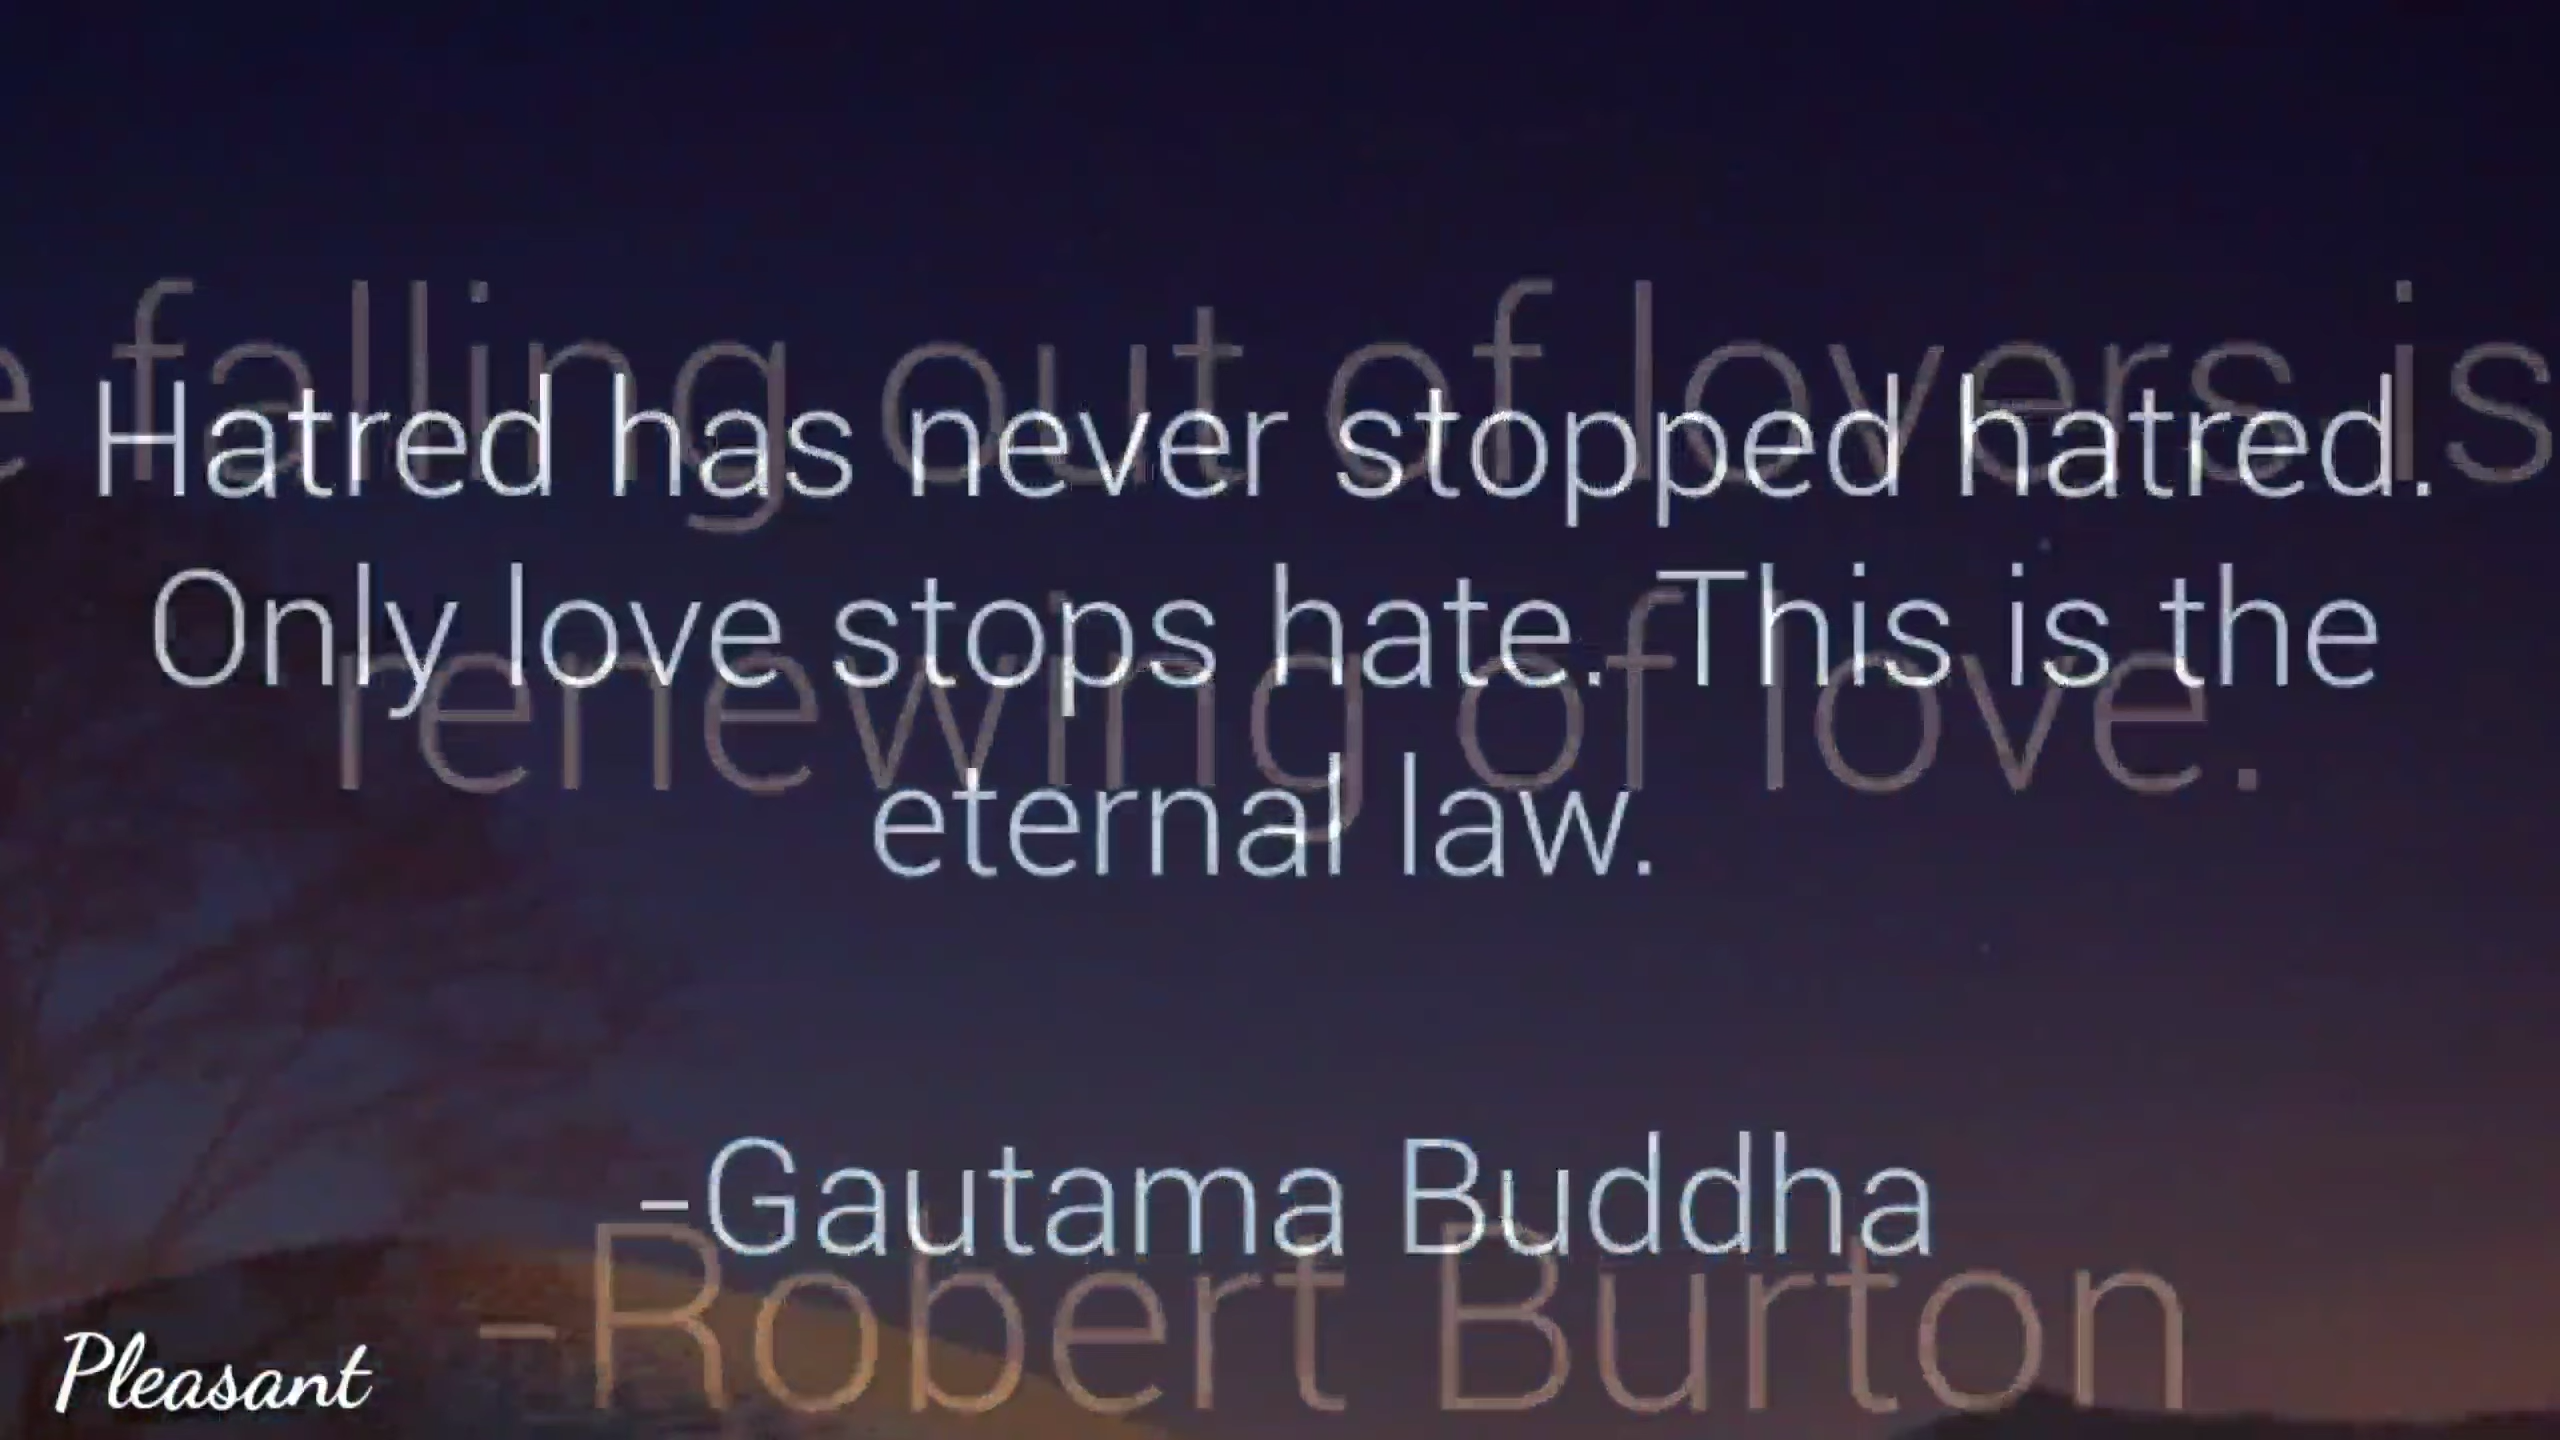 Hatred has never stopped hatred.
Only love stops hate. This is the
eternal law.
-Gautama Buddha
falling out of lovers is
renewing of love.
-Robert Burton
Pleasant